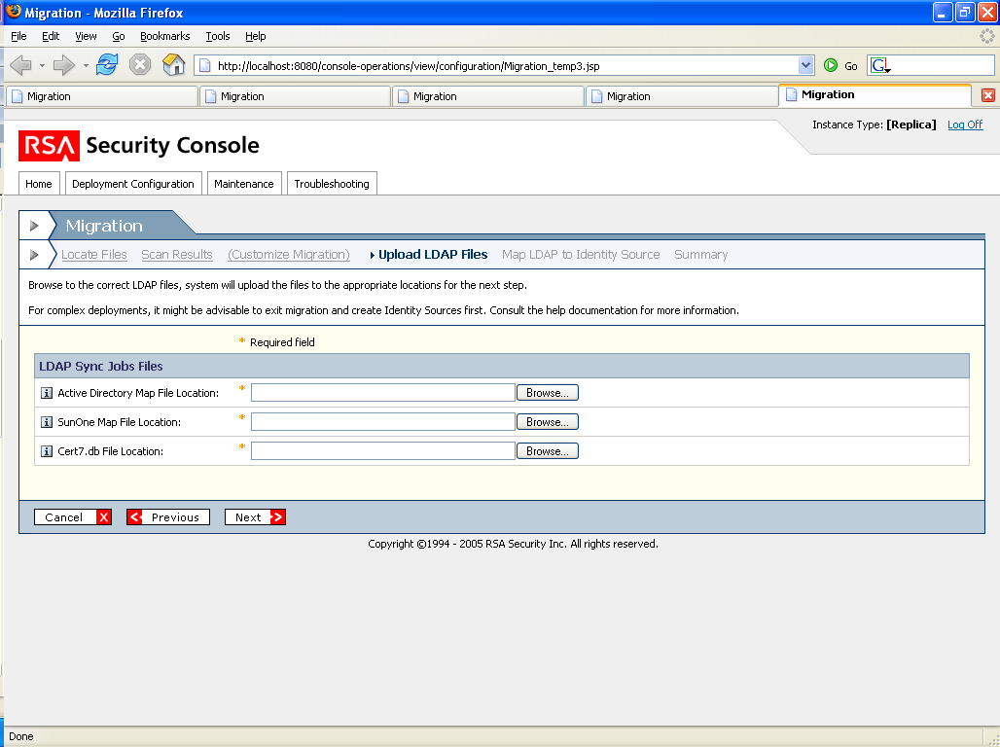 Migration - Mozilla Firefox
File Edit View Go Bookmarks Tools Help
http://localhost:8080/console-operations/view/configuration/Migration_temp3.jsp Go G
Migration Migration Migration Migration Migration
Instance Type: [Replica] Log Off
RSA Security Console
Home Deployment Configuration Maintenance Troubleshooting
Migration
Locate Files Scan Results (Customize Migration) Upload LDAP Files Map LDAP to Identity Source Summary
Browse to the correct LDAP files, system will upload the files to the appropriate locations for the next step.
For complex deployments, it might be advisable to exit migration and create Identity Sources first. Consult the help documentation for more information.
* Required field
LDAP Sync Jobs Files
i Active Directory Map File Location: * Browse...
i SunOne Map File Location: * Browse...
i Cert7.db File Location: * Browse...
Cancel X < Previous Next >
Copyright ©1994 - 2005 RSA Security Inc. All rights reserved.
Done